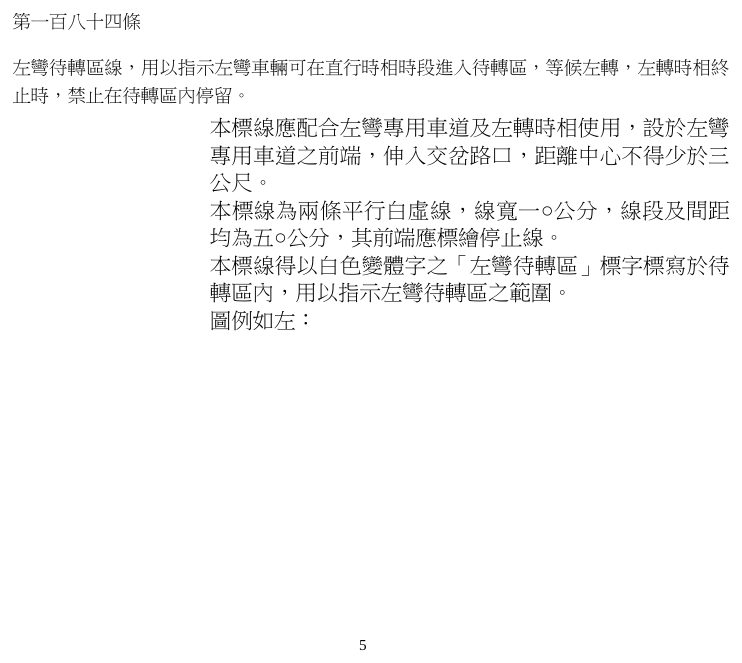 第一百八十四條
左彎待轉區線，用以指示左彎車輛可在直行時相時段進入待轉區，等候左轉，左轉時相終
止時，禁止在待轉區內停留。
本標線應配合左彎專用車道及左轉時相使用，設於左彎
專用車道之前端，伸入交岔路口，距離中心不得少於三
公尺。
本標線為兩條平行白虛線，線寬一○公分，線段及間距
均為五○公分，其前端應標繪停止線。
本標線得以白色變體字之「左彎待轉區」標字標寫於待
轉區內，用以指示左彎待轉區之範圍。
圖例如左：
5